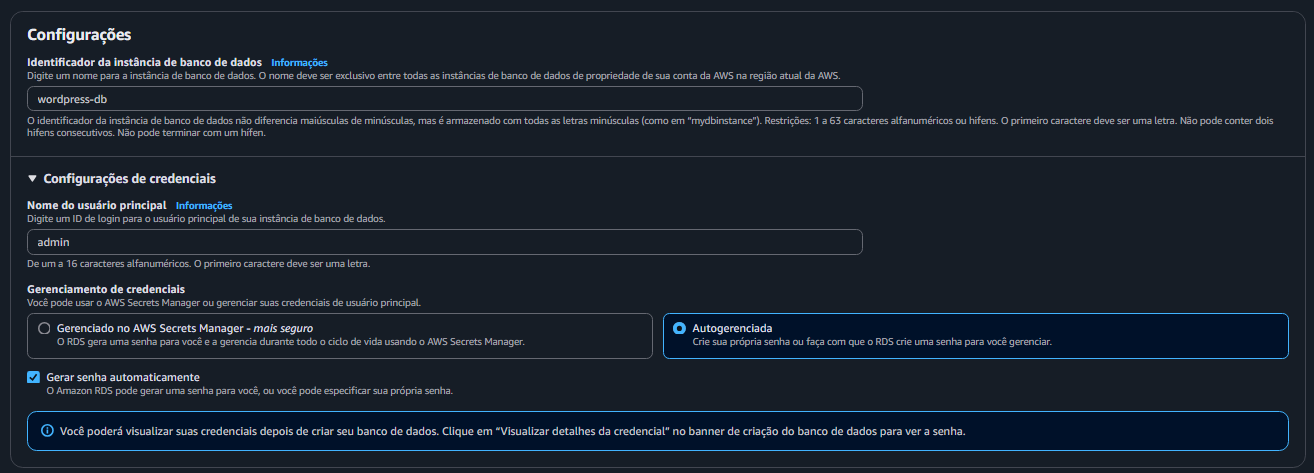 Configurações
Identificador da instância de banco de dados Informações
Digite um nome para a instância de banco de dados. O nome deve ser exclusivo entre todas as instâncias de banco de dados de propriedade de sua conta da AWS na região atual da AWS.
wordpress-db
O identificador da instância de banco de dados não diferencia maiúsculas de minúsculas, mas é armazenado com todas as letras minúsculas (como em "mydbinstance"). Restrições: 1 a 63 caracteres alfanuméricos ou hifens. O primeiro caractere deve ser uma letra. Não pode conter dois
hifens consecutivos. Não pode terminar com um hífen.
Configurações de credenciais
Nome do usuário principal Informações
Digite um ID de login para o usuário principal de sua instância de banco de dados.
admin
De um a 16 caracteres alfanuméricos. O primeiro caractere deve ser uma letra.
Gerenciamento de credenciais
Você pode usar o AWS Secrets Manager ou gerenciar suas credenciais de usuário principal.
Gerenciado no AWS Secrets Manager - mais seguro
O RDS gera uma senha para você e a gerencia durante todo o ciclo de vida usando o AWS Secrets Manager.
Autogerenciada
Crie sua própria senha ou faça com que o RDS crie uma senha para você gerenciar.
Gerar senha automaticamente
O Amazon RDS pode gerar uma senha para você, ou você pode especificar sua própria senha.
Você poderá visualizar suas credenciais depois de criar seu banco de dados. Clique em "Visualizar detalhes da credencial" no banner de criação do banco de dados para ver a senha.